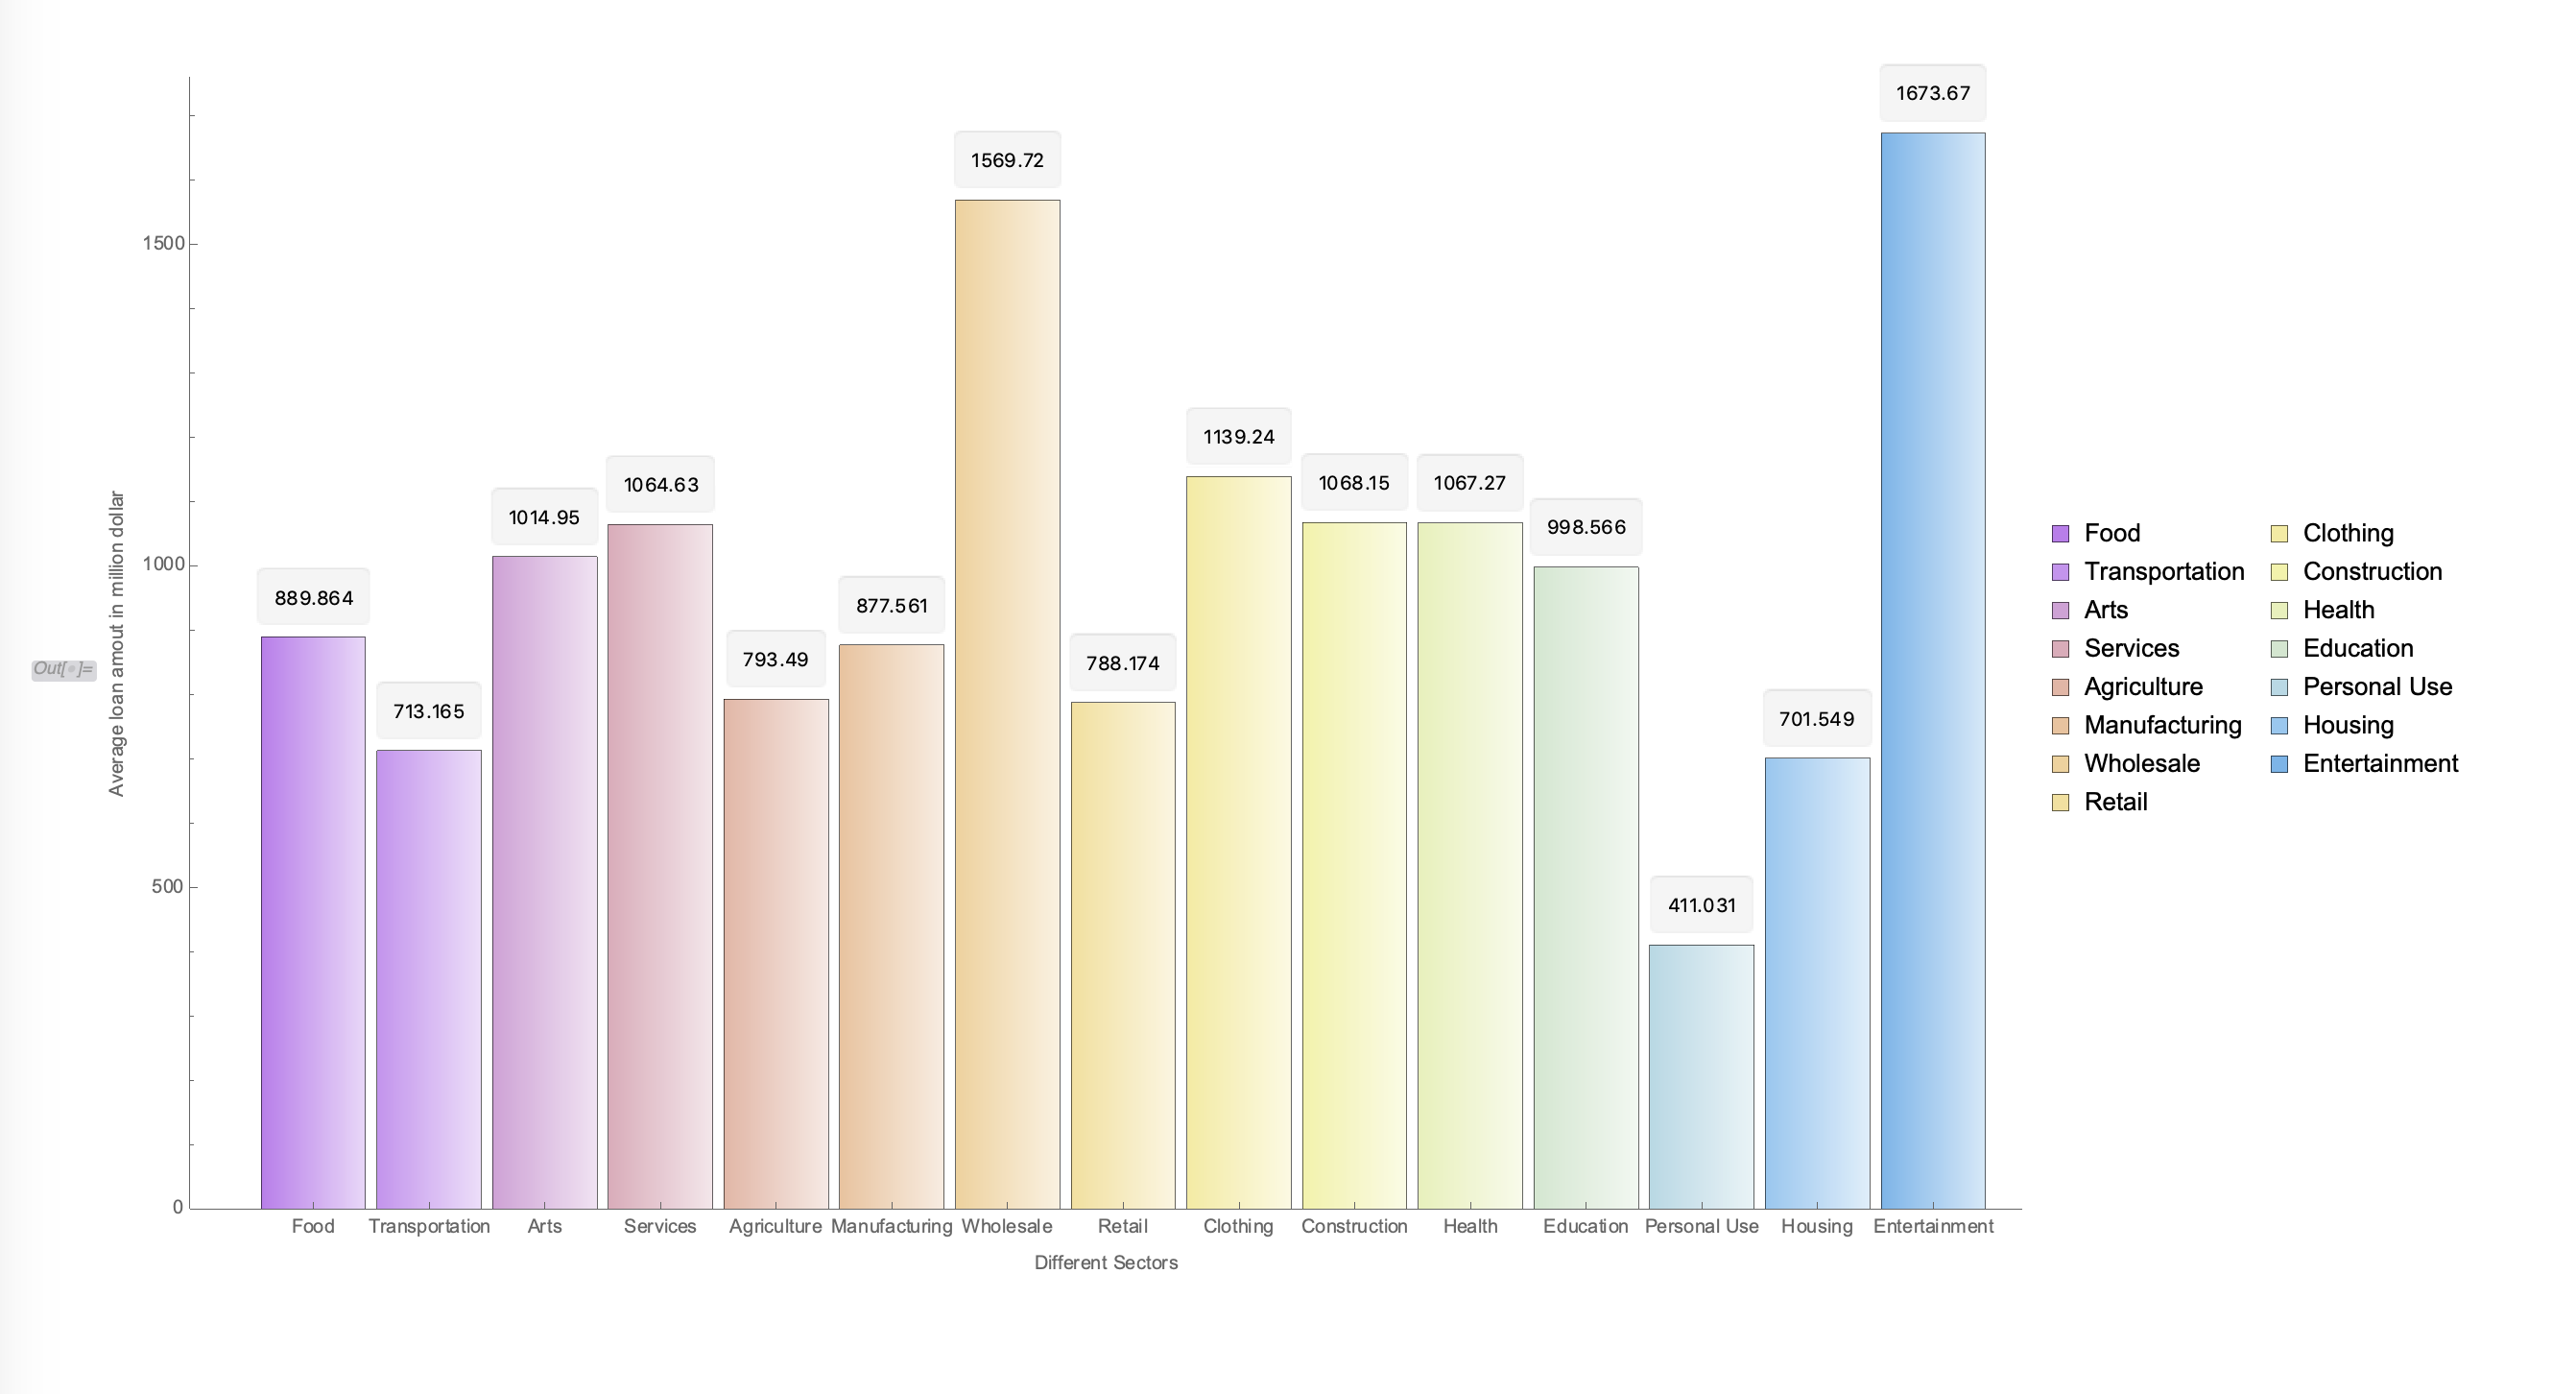 1673.67
1569.72
1500
1139.24
1064.63
1068.15
1067.27
1014.95
998.566
1000
889.864
877.561
793.49
788.174
713.165
701.549
500
411.031
0
Out[ ]=
Average loan amout in million dollar
Food Transportation Arts Services Agriculture Manufacturing Wholesale Retail Clothing Construction Health Education Personal Use Housing Entertainment
Different Sectors
Food
Transportation
Arts
Services
Agriculture
Manufacturing
Wholesale
Retail
Clothing
Construction
Health
Education
Personal Use
Housing
Entertainment